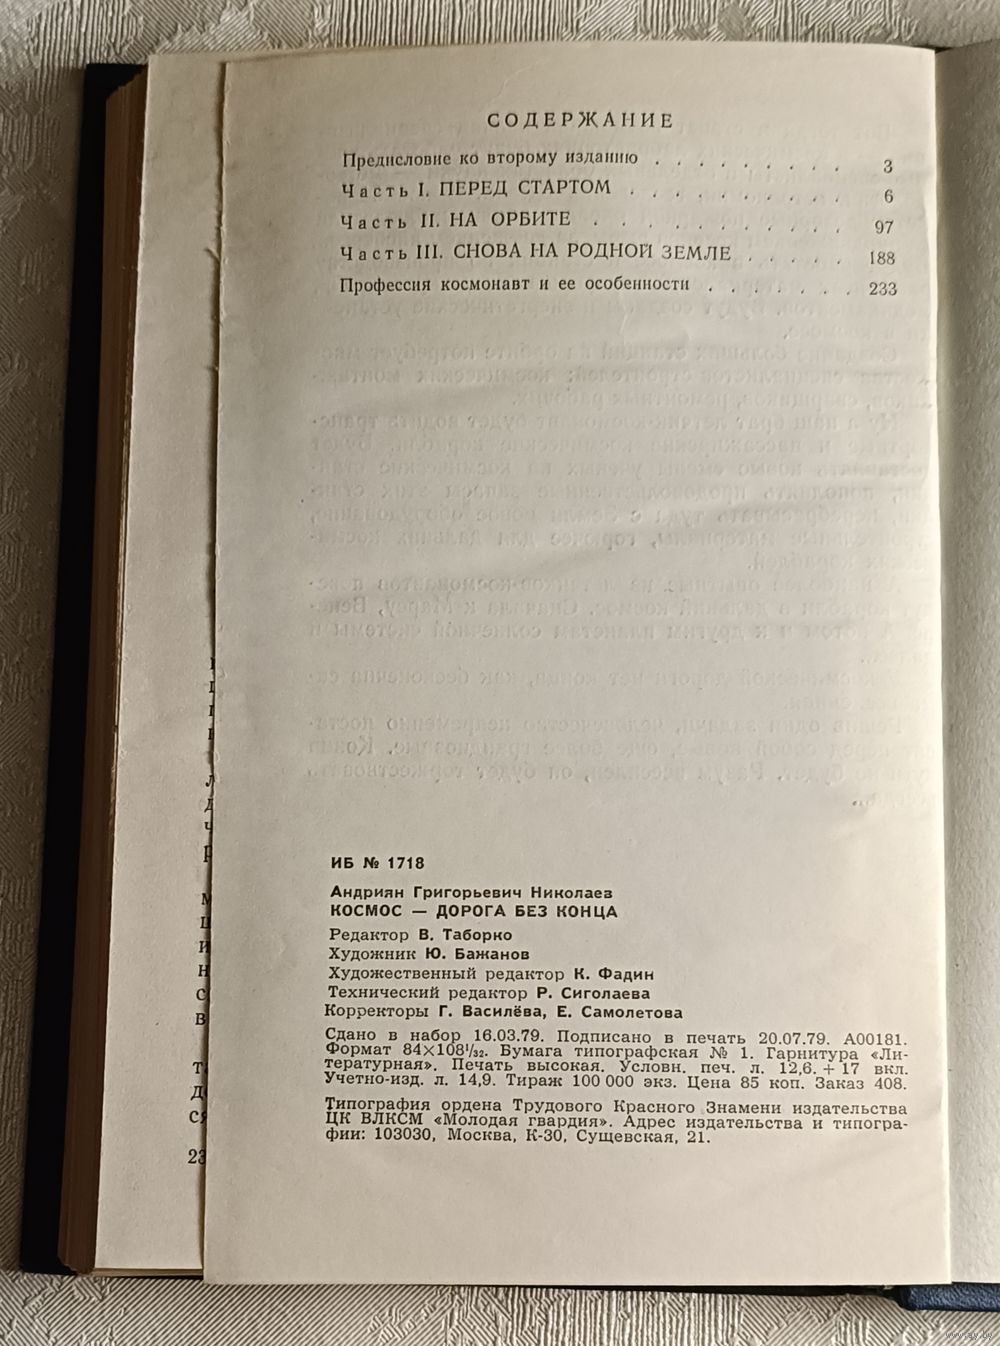 СОДЕРЖАНИЕ
Предисловие ко второму изданию . . . . . . . . . 3
Часть I. ПЕРЕД СТАРТОМ . . . . . . . . . . 6
Часть II. НА ОРБИТЕ . . . . . . . . . . . 97
Часть III. СНОВА НА РОДНОЙ ЗЕМЛЕ . . . . . 188
Профессия космонавт и ее особенности . . . . . . . 233
ИБ № 1718
Андриян Григорьевич Николаев
КОСМОС — ДОРОГА БЕЗ КОНЦА
Редактор В. Таборко
Художник Ю. Бажанов
Художественный редактор К. Фадин
Технический редактор Р. Сиголаева
Корректоры Г. Василёва, Е. Самолетова
Сдано в набор 16.03.79. Подписано в печать 20.07.79. А00181.
Формат 84×108¹/₃₂. Бумага типографская № 1. Гарнитура «Ли-
тературная». Печать высокая. Условн. печ. л. 12,6. + 17 вкл.
Учетно-изд. л. 14,9. Тираж 100 000 экз. Цена 85 коп. Заказ 408.
Типография ордена Трудового Красного Знамени издательства
ЦК ВЛКСМ «Молодая гвардия». Адрес издательства и типогра-
фии: 103030, Москва, К-30, Сущевская, 21.